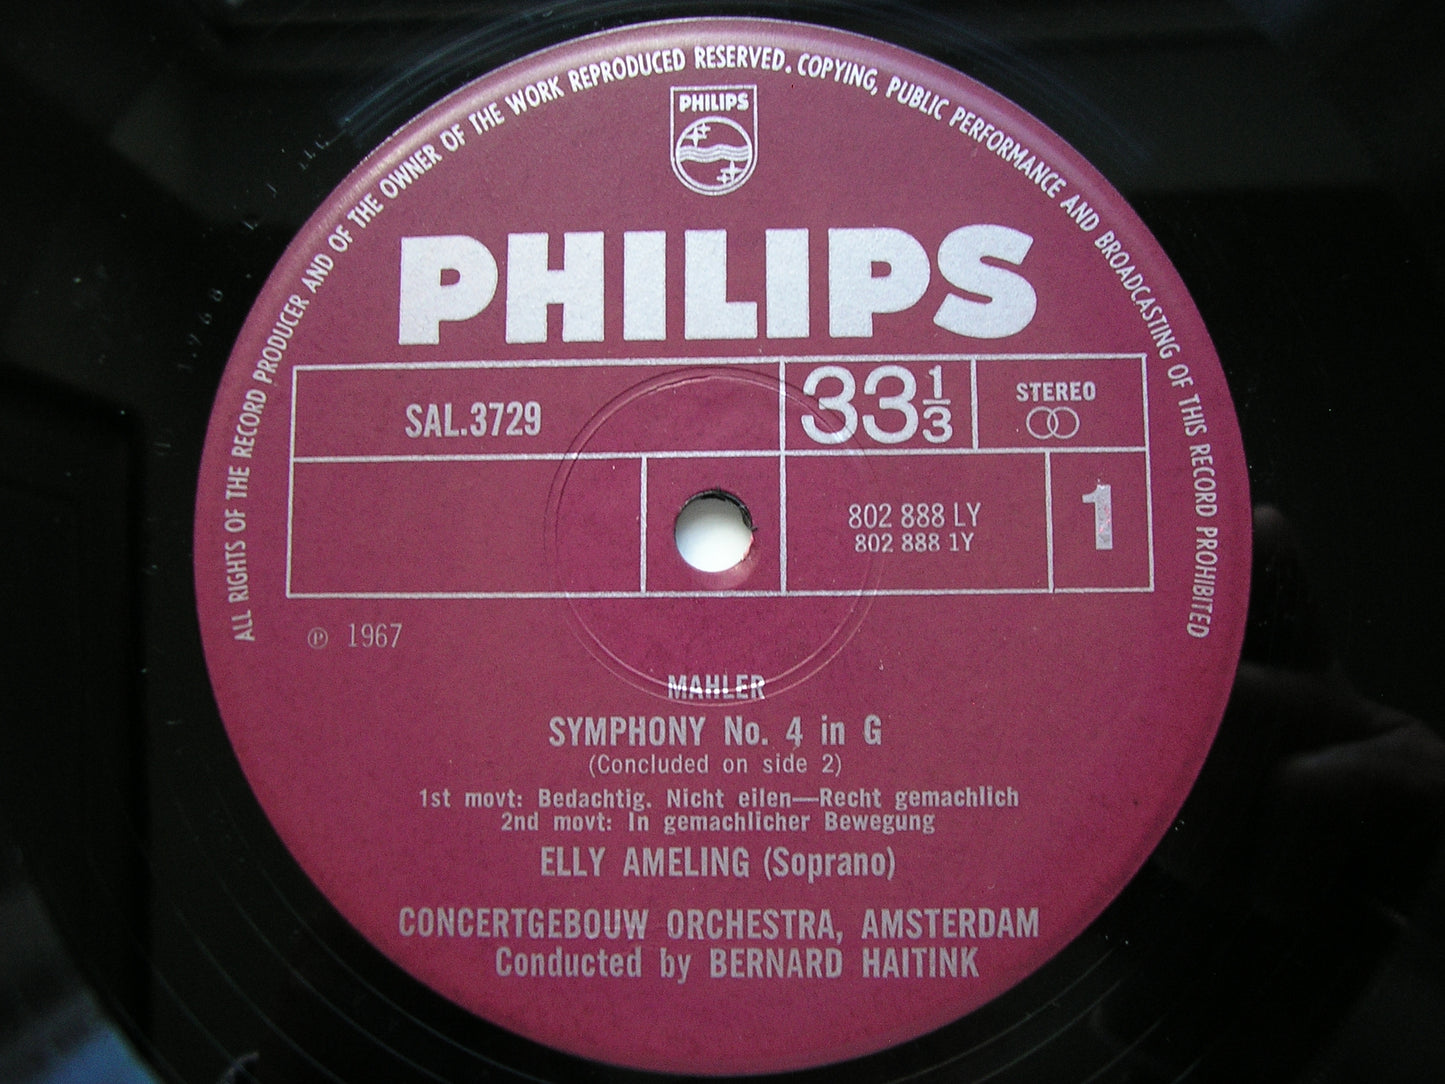 ALL RIGHTS OF THE RECORD PRODUCER AND OF THE OWNER OF THE WORK REPRODUCED RESERVED. COPYING, PUBLIC PERFORMANCE AND BROADCASTING OF THIS RECORD PROHIBITED
PHILIPS
PHILIPS
SAL.3729
33 1/3
STEREO
802 888 LY
802 888 1Y
1
℗ 1967
MAHLER
SYMPHONY No. 4 in G
(Concluded on side 2)
1st movt: Bedachtig. Nicht eilen—Recht gemachlich
2nd movt: In gemachlicher Bewegung
ELLY AMELING (Soprano)
CONCERTGEBOUW ORCHESTRA, AMSTERDAM
Conducted by BERNARD HAITINK